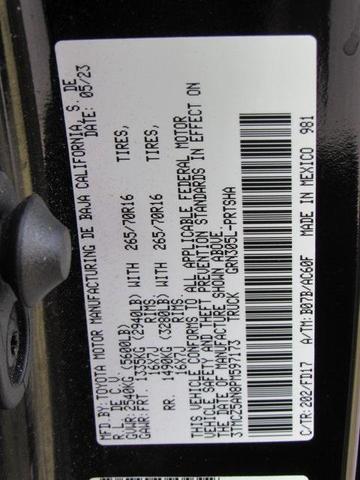 MFD. BY: TOYOTA MOTOR MANUFACTURING DE BAJA CALIFORNIA, S. DE
R.L. DE C.V. DATE: 05/23
GVWR: 2540KG (5600LB)
GAWR: FRT. 1335KG (2940LB) WITH 265/70R16 TIRES,
16X7J RIMS.
RR. 1490KG (3280LB) WITH 265/70R16 TIRES,
16X7J RIMS.
THIS VEHICLE CONFORMS TO ALL APPLICABLE FEDERAL MOTOR
VEHICLE SAFETY AND THEFT PREVENTION STANDARDS IN EFFECT ON
THE DATE OF MANUFACTURE SHOWN ABOVE.
3TMCZ5AN8PM597173 GRN305L-PRTSHA
TRUCK
C/TR: 202/FD17 A/TM: B07B/AC60F MADE IN MEXICO 981